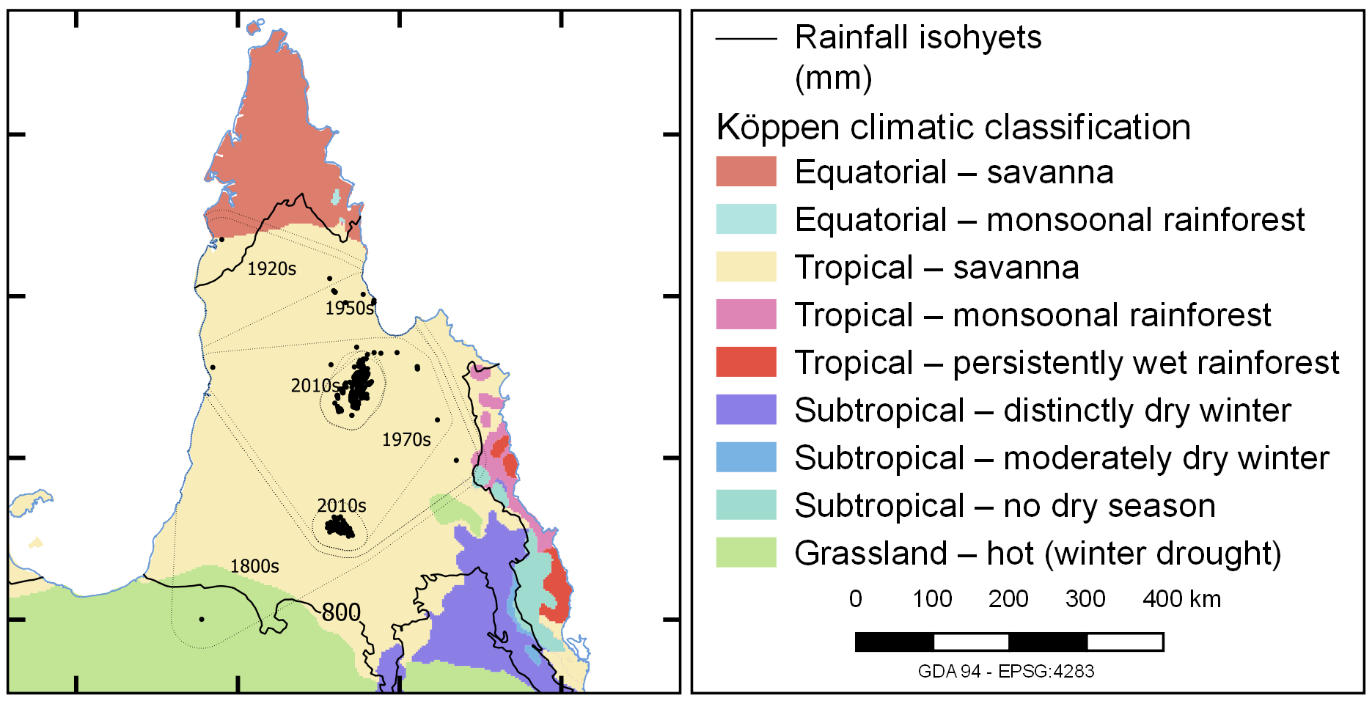 1920s
1950s
2010s
1970s
2010s
1800s
800
Rainfall isohyets
(mm)
Köppen climatic classification
Equatorial – savanna
Equatorial – monsoonal rainforest
Tropical – savanna
Tropical – monsoonal rainforest
Tropical – persistently wet rainforest
Subtropical – distinctly dry winter
Subtropical – moderately dry winter
Subtropical – no dry season
Grassland – hot (winter drought)
0 100 200 300 400 km
GDA 94 - EPSG:4283